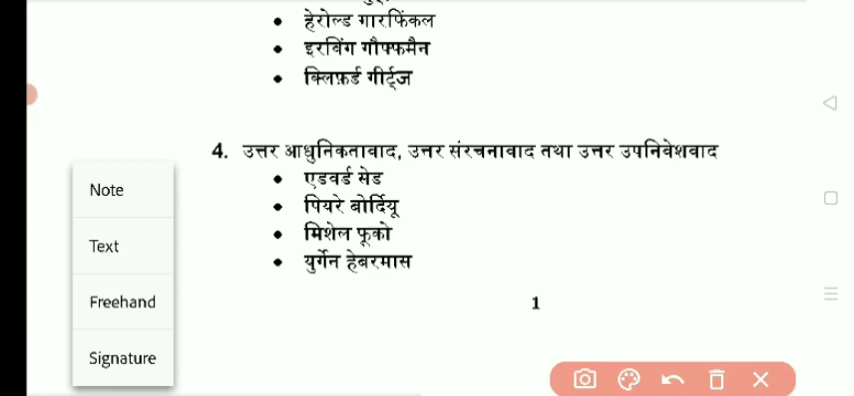 हेरोल्ड गारफिंकल
इरविंग गौफ्फमैन
क्लिफ़र्ड गीर्ट्ज
4. उत्तर आधुनिकतावाद, उत्तर संरचनावाद तथा उत्तर उपनिवेशवाद
एडवर्ड सेड
पियरे बोर्दियू
मिशेल फूको
युर्गेन हेबरमास
1
Note
Text
Freehand
Signature